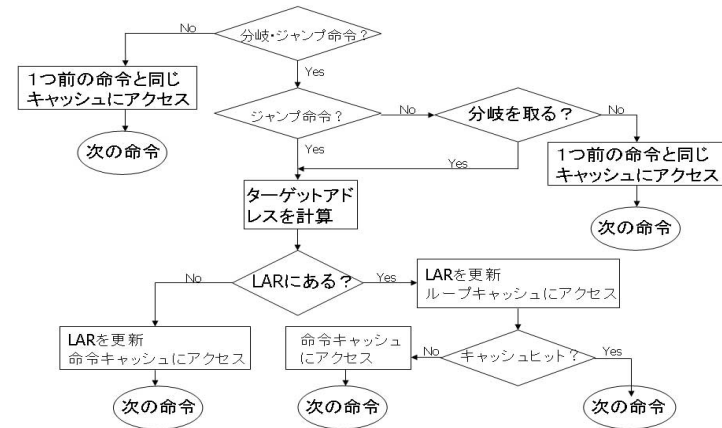 分岐・ジャンプ命令？
No
Yes
1つ前の命令と同じ
キャッシュにアクセス
次の命令
ジャンプ命令？
No
Yes
分岐を取る？
No
Yes
1つ前の命令と同じ
キャッシュにアクセス
次の命令
ターゲットアド
レスを計算
LARにある？
No
Yes
LARを更新
命令キャッシュにアクセス
次の命令
LARを更新
ループキャッシュにアクセス
キャッシュヒット？
No
Yes
命令キャッシュ
にアクセス
次の命令
次の命令